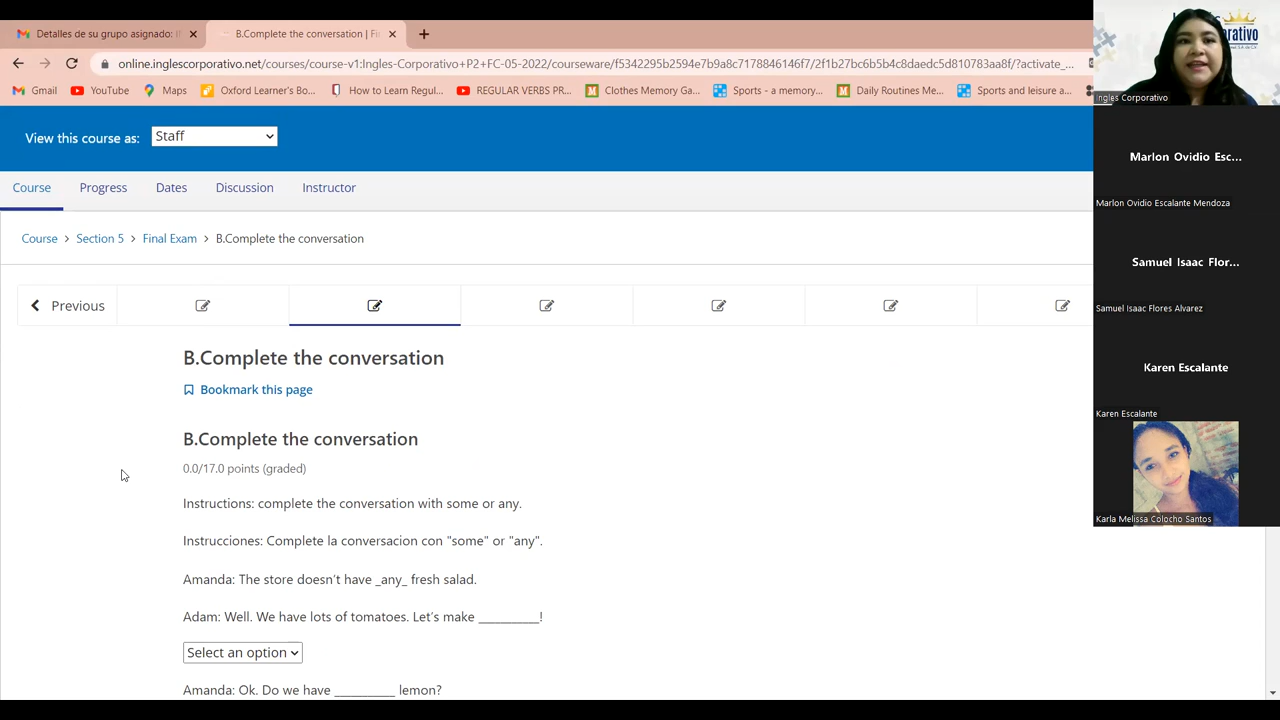 Detalles de su grupo asignado: I
B.Complete the conversation | Fi
online.inglescorporativo.net/courses/course-v1:Ingles-Corporativo+P2+FC-05-2022/courseware/f5342295b2594e7b9a8c7178846146f7/2f1b27bc6b5b4c8daedc5d810783aa8f/?activate_...
Gmail
YouTube
Maps
Oxford Learner's Bo...
How to Learn Regul...
REGULAR VERBS PR...
Clothes Memory Ga...
Sports - a memory...
Daily Routines Me...
Sports and leisure a...
View this course as:
Staff
Course
Progress
Dates
Discussion
Instructor
Course > Section 5 > Final Exam > B.Complete the conversation
Previous
B.Complete the conversation
Bookmark this page
B.Complete the conversation
0.0/17.0 points (graded)
Instructions: complete the conversation with some or any.
Instrucciones: Complete la conversacion con "some" or "any".
Amanda: The store doesn't have _any_ fresh salad.
Adam: Well. We have lots of tomatoes. Let's make __________!
Select an option
Amanda: Ok. Do we have __________ lemon?
Ingles Corporativo
Marlon Ovidio Esc...
Marlon Ovidio Escalante Mendoza
Samuel Isaac Flor...
Samuel Isaac Flores Alvarez
Karen Escalante
Karen Escalante
Karla Melissa Colocho Santos